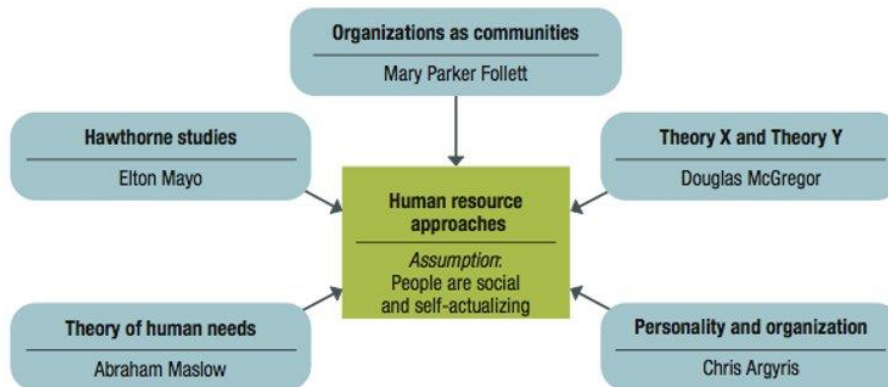 Organizations as communities
Mary Parker Follett
Hawthorne studies
Elton Mayo
Theory X and Theory Y
Douglas McGregor
Human resource
approaches
Assumption:
People are social
and self-actualizing
Theory of human needs
Abraham Maslow
Personality and organization
Chris Argyris